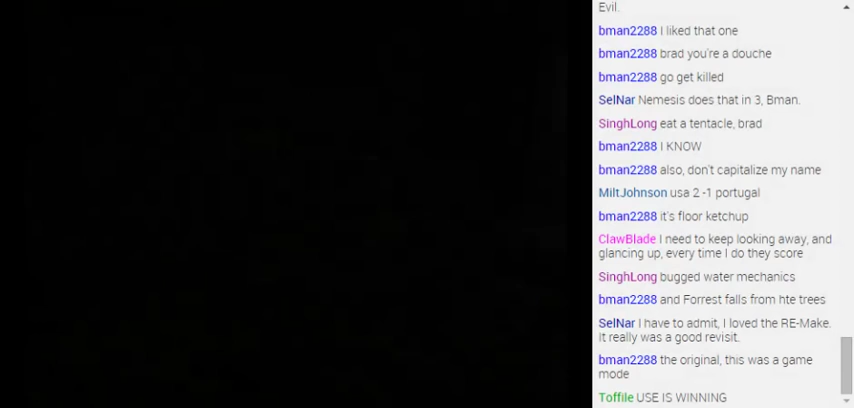 Evil.
bman2288 I liked that one
bman2288 brad you're a douche
bman2288 go get killed
SelNar Nemesis does that in 3, Bman.
SinghLong eat a tentacle, brad
bman2288 I KNOW
bman2288 also, don't capitalize my name
MiltJohnson usa 2 -1 portugal
bman2288 it's floor ketchup
ClawBlade I need to keep looking away, and
glancing up, every time I do they score
SinghLong bugged water mechanics
bman2288 and Forrest falls from hte trees
SelNar I have to admit, I loved the RE-Make.
It really was a good revisit.
bman2288 the original, this was a game
mode
Toffile USE IS WINNING